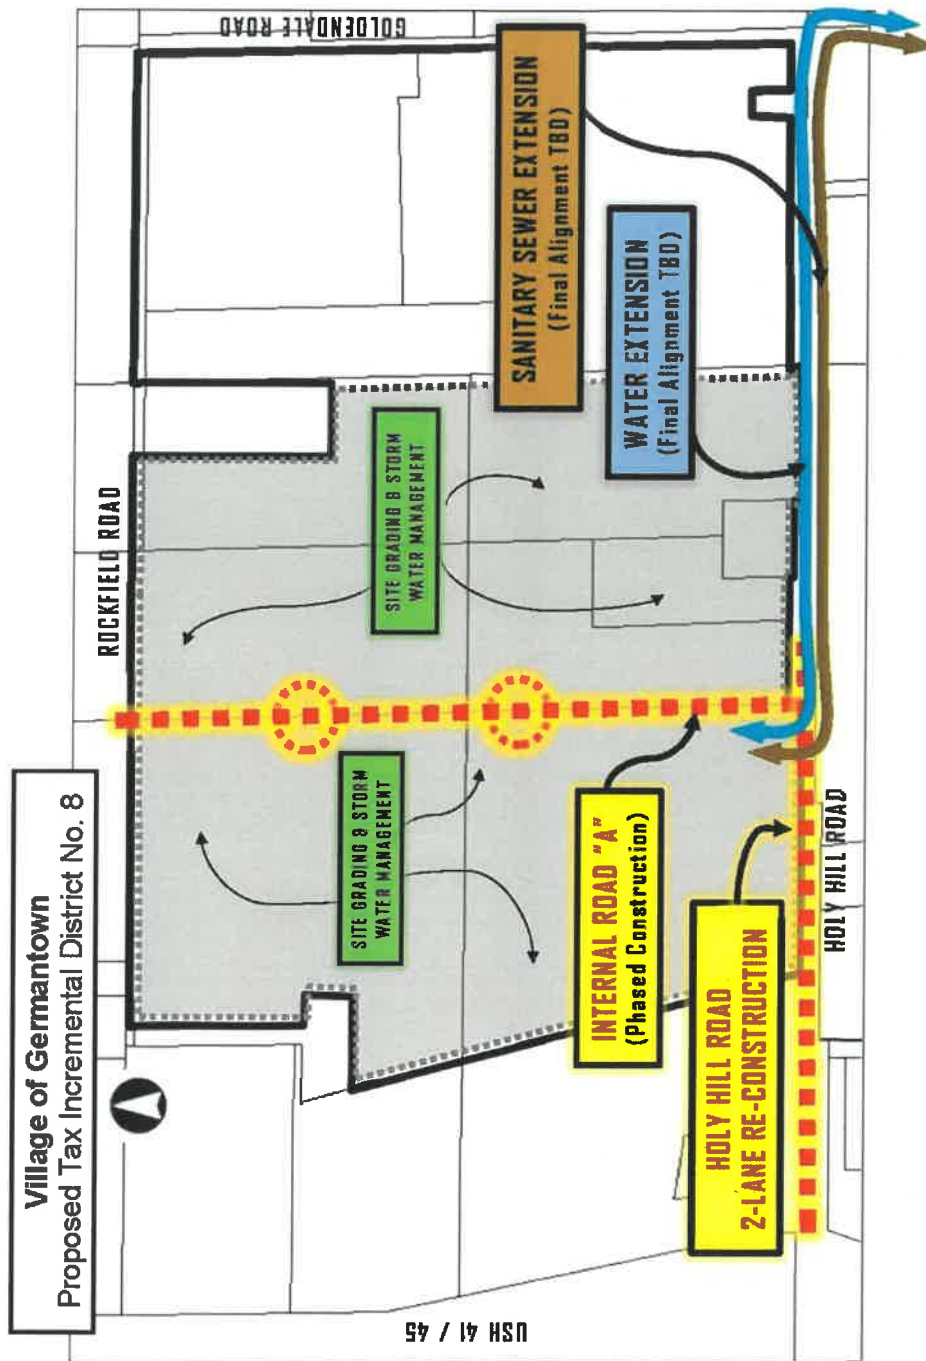 Village of Germantown
Proposed Tax Incremental District No. 8
ROCKFIELD ROAD
GOLDENDALE ROAD
USH 41 / 45
SITE GRADING & STORM
WATER MANAGEMENT
SITE GRADING & STORM
WATER MANAGEMENT
SANITARY SEWER EXTENSION
(Final Alignment TBD)
WATER EXTENSION
(Final Alignment TBD)
INTERNAL ROAD "A"
(Phased Construction)
HOLY HILL ROAD
2-LANE RE-CONSTRUCTION
HOLY HILL ROAD